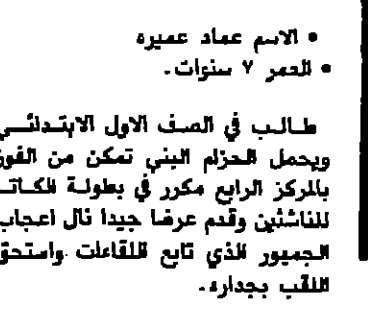 • الاسم عماد عميره
• العمر ٧ سنوات.
طالب في الصف الاول الابتدائي
ويحمل الحزام البني تمكن من الفوز
بالمركز الرابع مكرر في بطولة الكاتا
للناشئين وقدم عرضا جيدا نال اعجاب
الجمهور الذي تابع اللقاءات واستحق
اللقب بجداره.